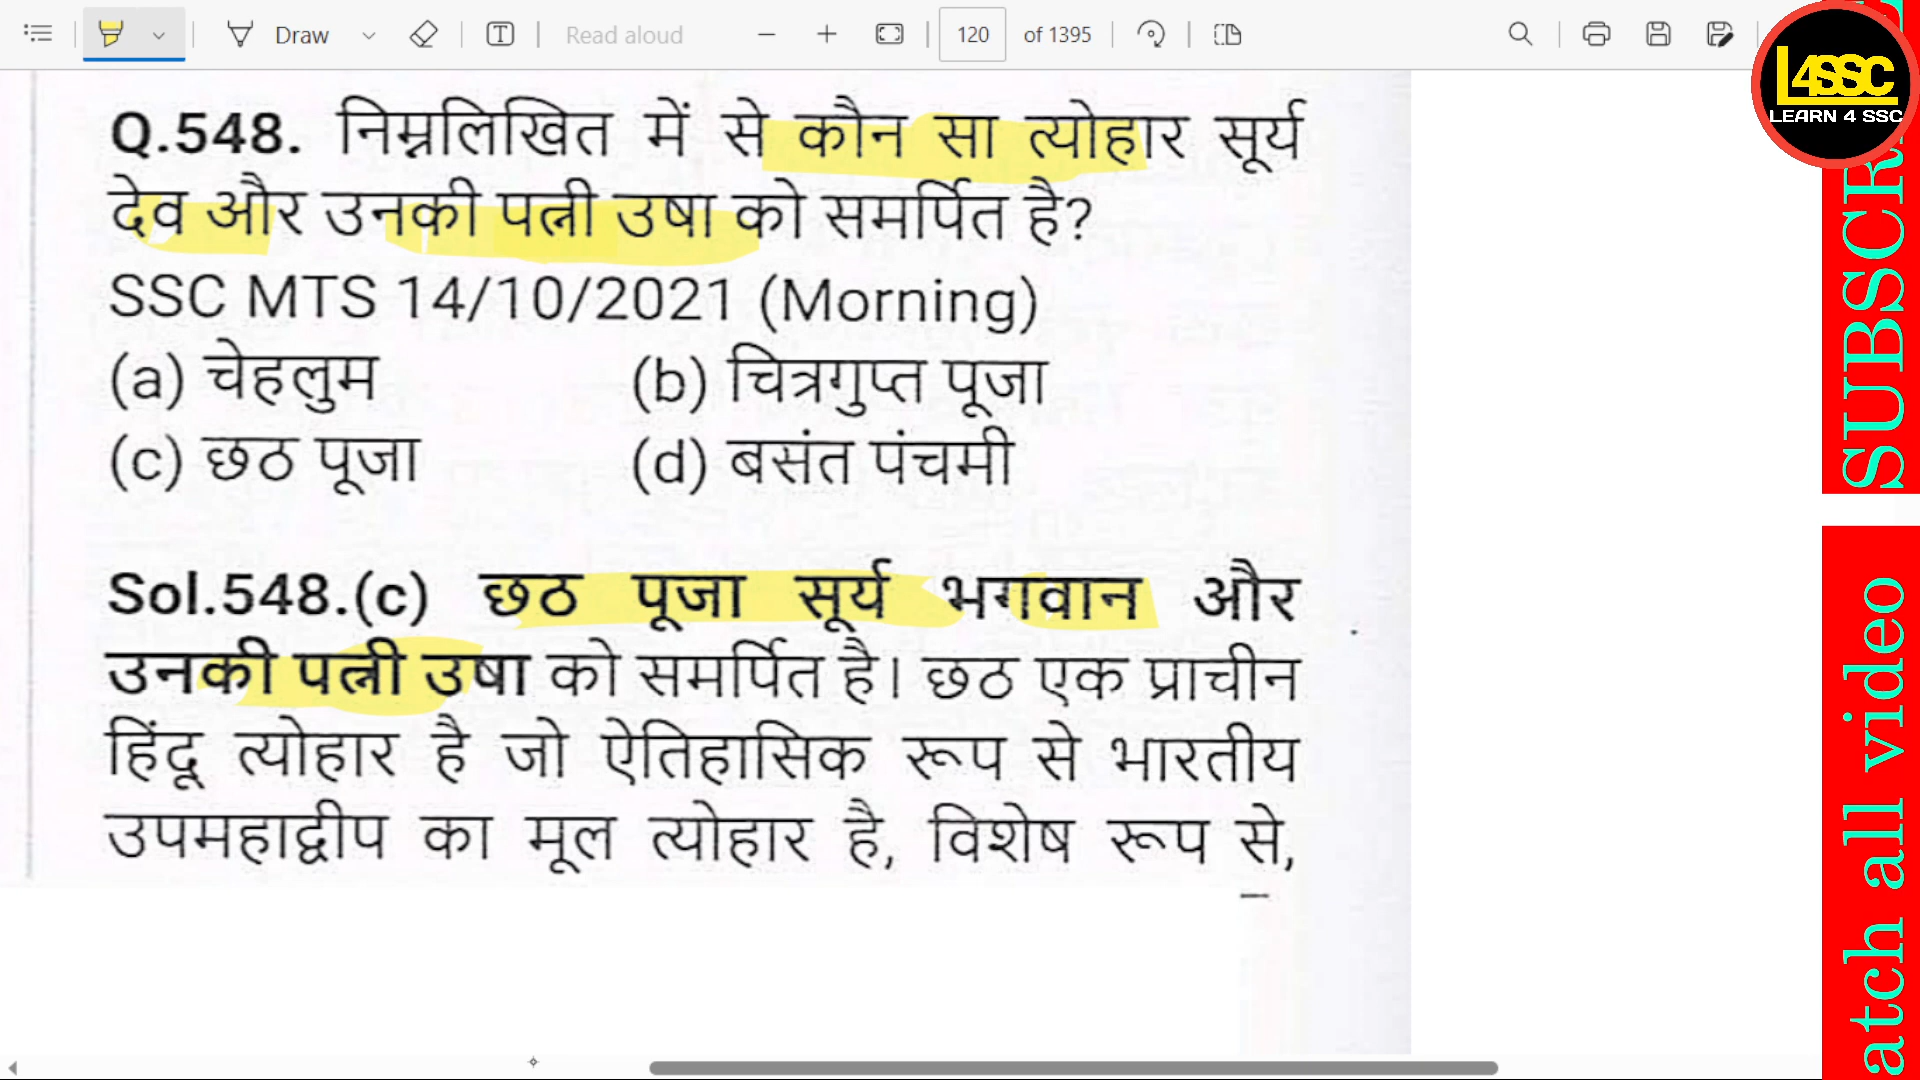 Draw
Read aloud
120 of 1395
L4SSC
LEARN 4 SSC
Q.548. निम्नलिखित में से कौन सा त्योहार सूर्य
देव और उनकी पत्नी उषा को समर्पित है?
SSC MTS 14/10/2021 (Morning)
(a) चेहलुम (b) चित्रगुप्त पूजा
(c) छठ पूजा (d) बसंत पंचमी
Sol.548.(c) छठ पूजा सूर्य भगवान और
उनकी पत्नी उषा को समर्पित है। छठ एक प्राचीन
हिंदू त्योहार है जो ऐतिहासिक रूप से भारतीय
उपमहाद्वीप का मूल त्योहार है, विशेष रूप से,
SUBSCR
atch all video